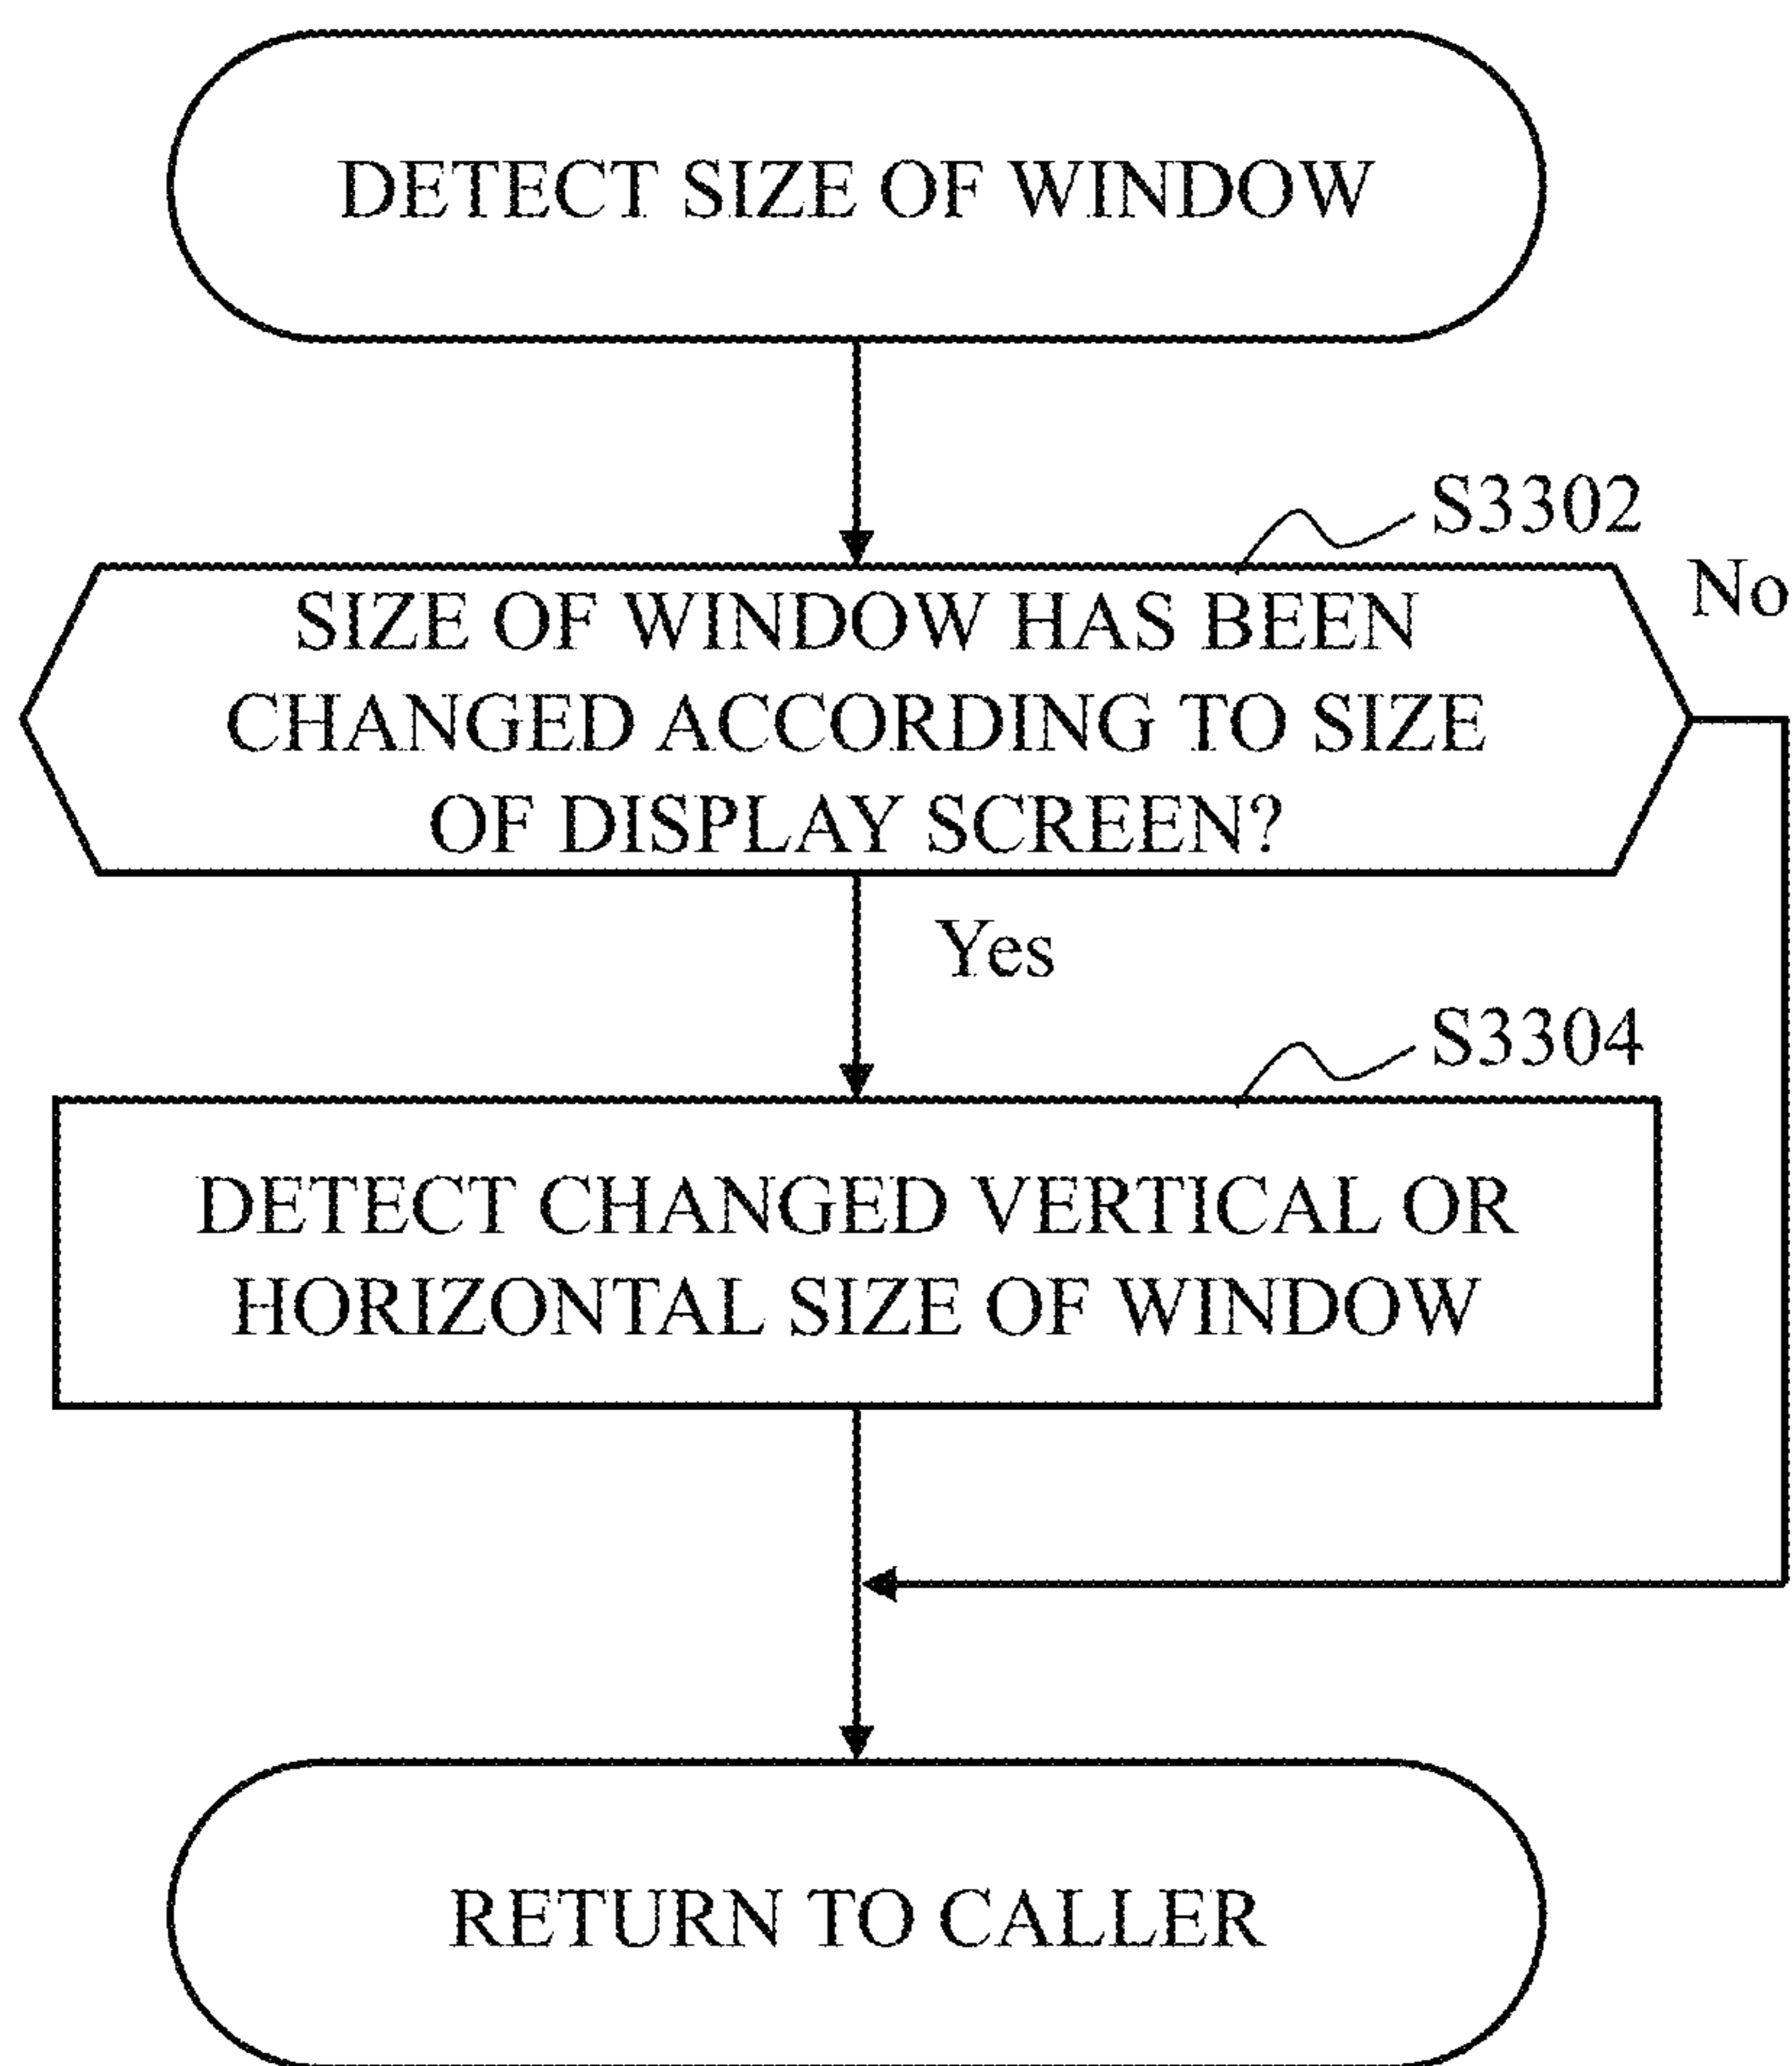 DETECT SIZE OF WINDOW
S3302
No
SIZE OF WINDOW HAS BEEN
CHANGED ACCORDING TO SIZE
OF DISPLAY SCREEN?
Yes
S3304
DETECT CHANGED VERTICAL OR
HORIZONTAL SIZE OF WINDOW
RETURN TO CALLER